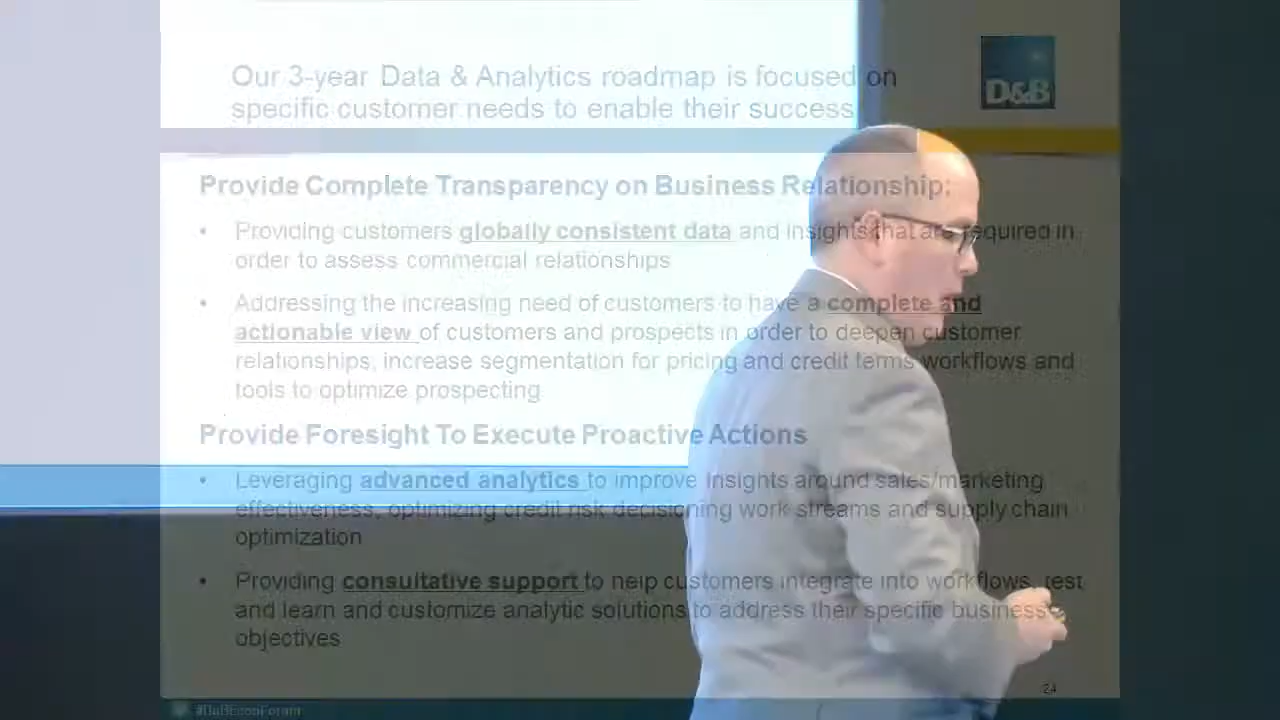 Our 3-year Data & Analytics roadmap is focused on
specific customer needs to enable their success
D&B
Provide Complete Transparency on Business Relationship:
• Providing customers globally consistent data and insights that are required in
order to assess commercial relationships
• Addressing the increasing need of customers to have a complete and
actionable view of customers and prospects in order to deepen customer
relationships, increase segmentation for pricing and credit terms workflows and
tools to optimize prospecting
Provide Foresight To Execute Proactive Actions
• Leveraging advanced analytics to improve insights around sales/marketing
effectiveness, optimizing credit risk decisioning work streams and supply chain
optimization
• Providing consultative support to help customers integrate into workflows, test
and learn and customize analytic solutions to address their specific business
objectives
24
#DnBEconForum